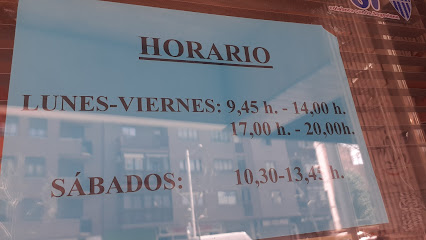 HORARIO
LUNES-VIERNES: 9,45 h. - 14,00 h.
17,00 h. - 20,00h.
SÁBADOS: 10,30-13,45 h.